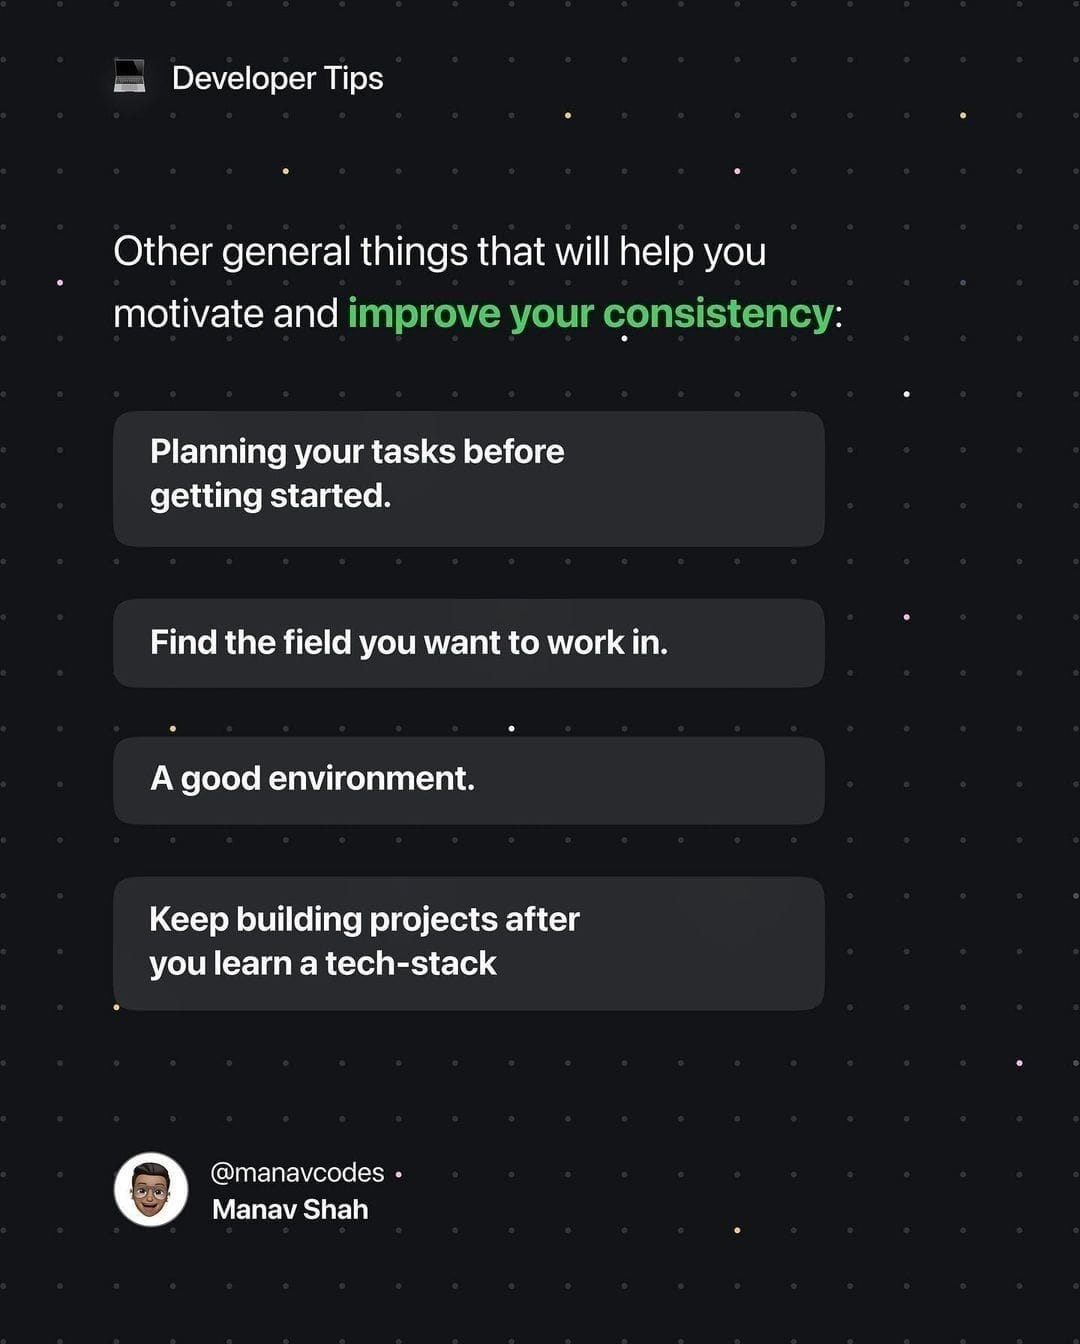 Developer Tips
Other general things that will help you
motivate and improve your consistency:
Planning your tasks before
getting started.
Find the field you want to work in.
A good environment.
Keep building projects after
you learn a tech-stack
@manavcodes
Manav Shah